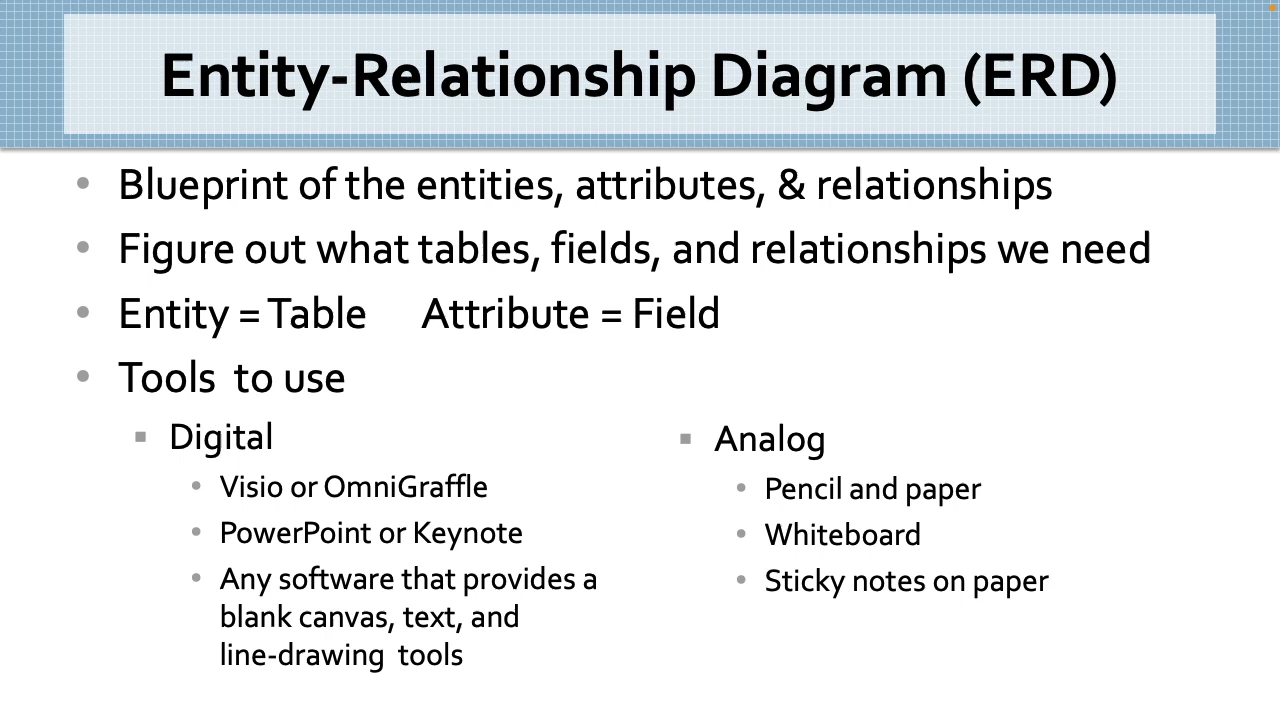 Entity-Relationship Diagram (ERD)
• Blueprint of the entities, attributes, & relationships
• Figure out what tables, fields, and relationships we need
• Entity = Table Attribute = Field
• Tools to use
▪ Digital
• Visio or OmniGraffle
• PowerPoint or Keynote
• Any software that provides a
blank canvas, text, and
line-drawing tools
▪ Analog
• Pencil and paper
• Whiteboard
• Sticky notes on paper